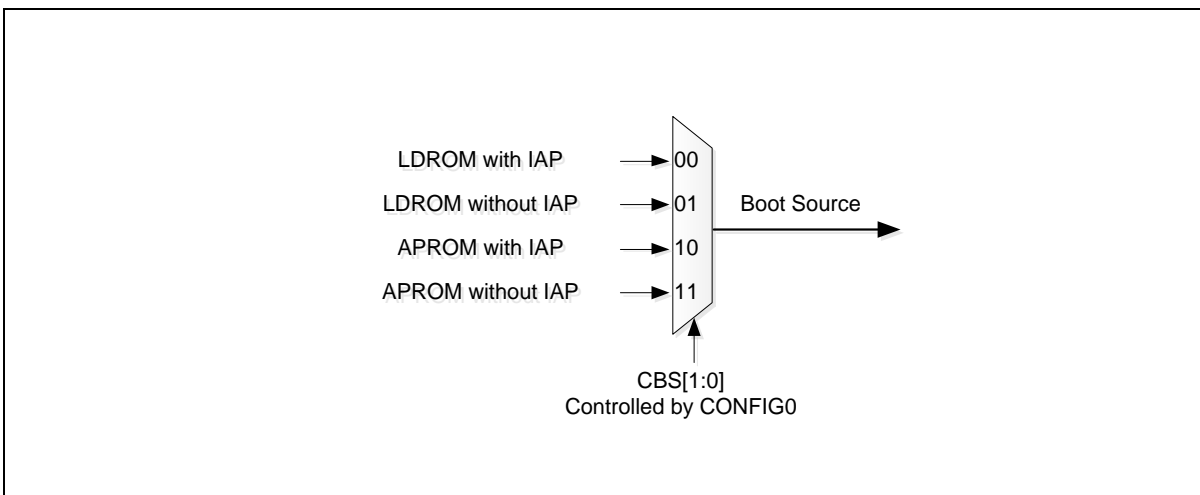 LDROM with IAP
00
LDROM without IAP
01
Boot Source
APROM with IAP
10
APROM without IAP
11
CBS[1:0]
Controlled by CONFIG0